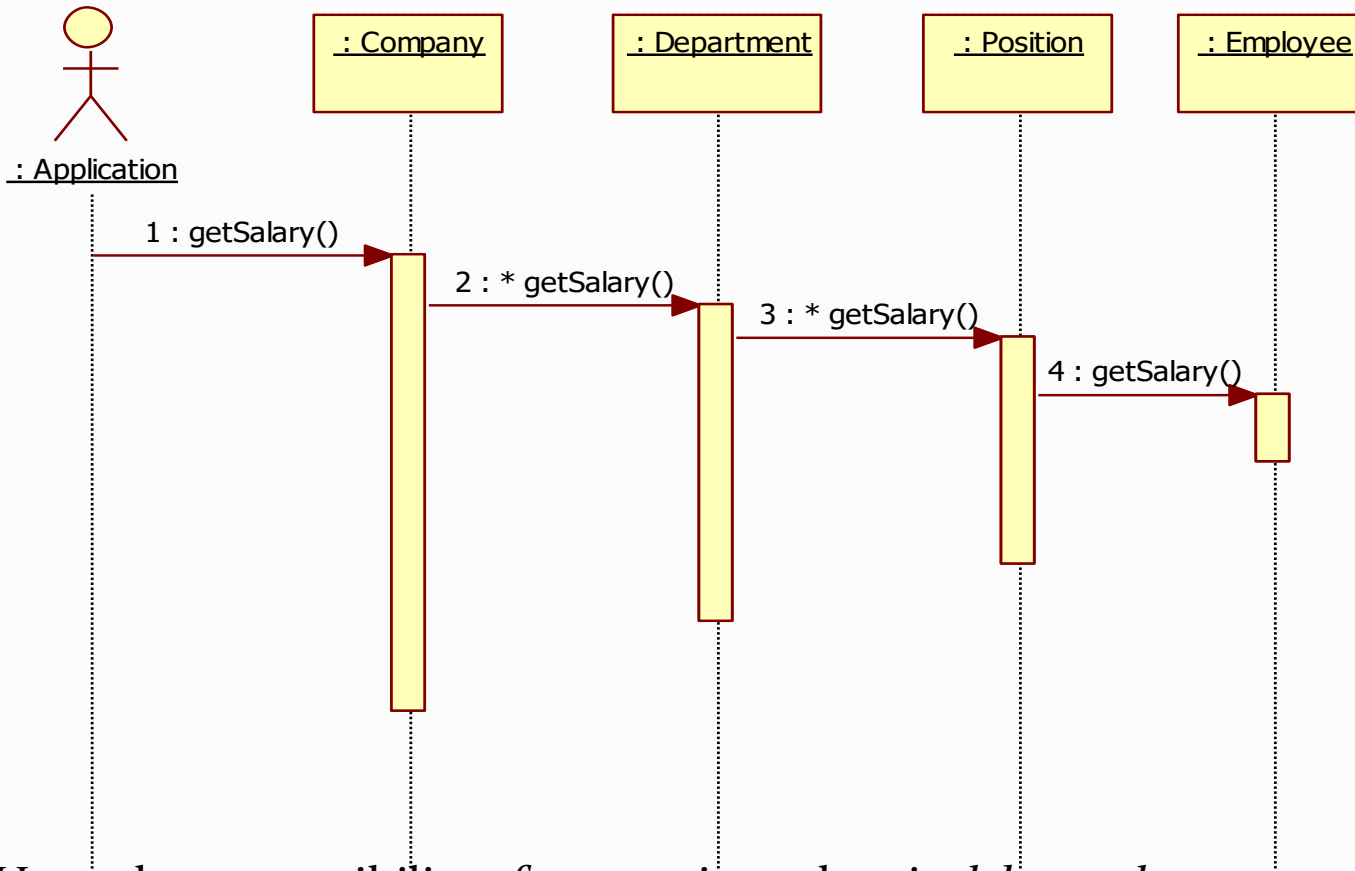 : Company
: Department
: Position
: Employee
: Application
1 : getSalary()
2 : * getSalary()
3 : * getSalary()
4 : getSalary()